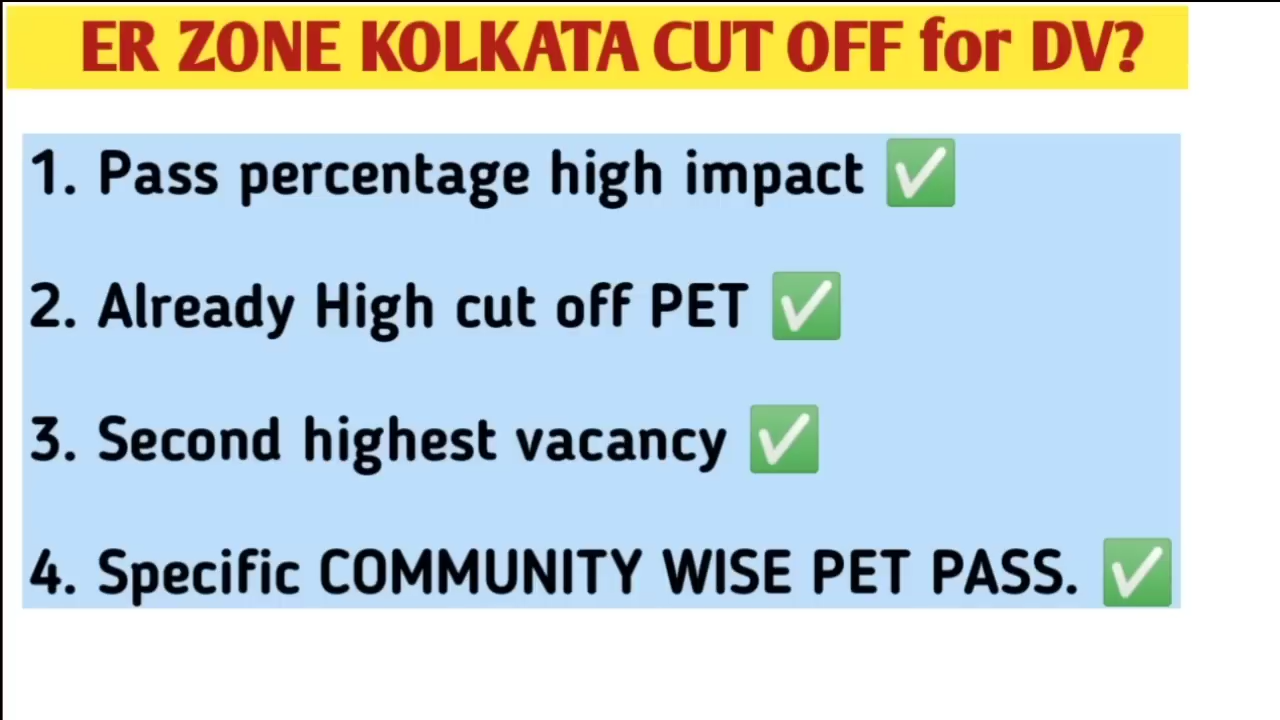 ER ZONE KOLKATA CUT OFF for DV?
1. Pass percentage high impact ✅
2. Already High cut off PET ✅
3. Second highest vacancy ✅
4. Specific COMMUNITY WISE PET PASS. ✅